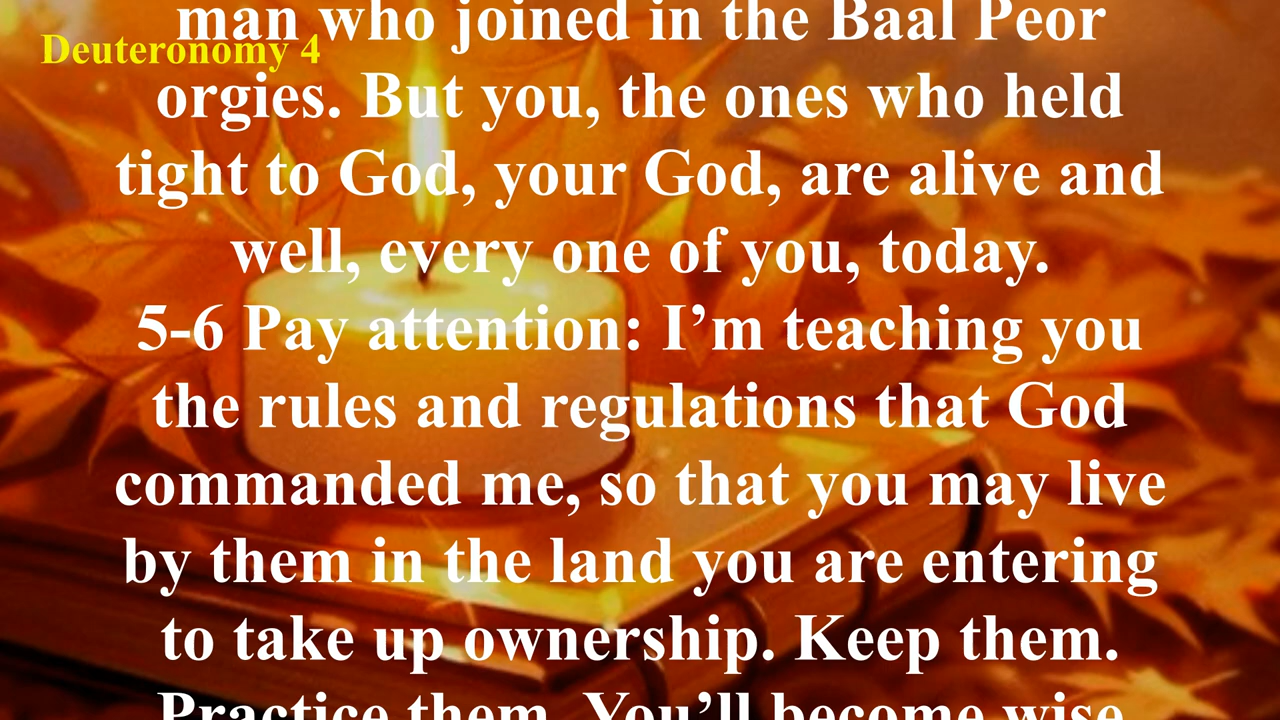 man who joined in the Baal Peor
Deuteronomy 4
orgies. But you, the ones who held
tight to God, your God, are alive and
well, every one of you, today.
5-6 Pay attention: I’m teaching you
the rules and regulations that God
commanded me, so that you may live
by them in the land you are entering
to take up ownership. Keep them.
Practice them. You’ll become wise